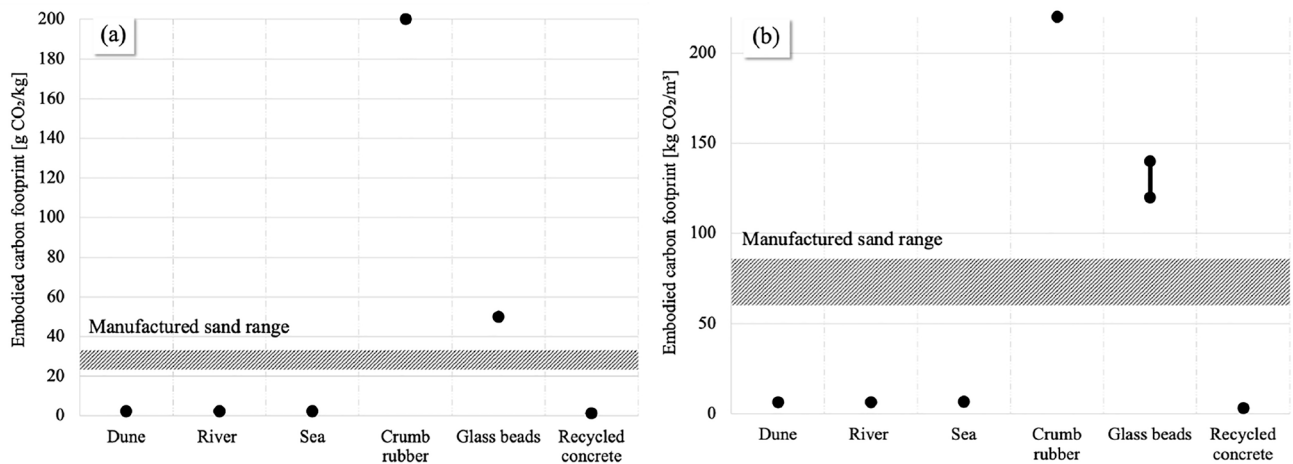 (a)
Embodied carbon footprint [g CO₂/kg]
200
180
160
140
120
100
80
60
40
20
0
Manufactured sand range
Dune
River
Sea
Crumb
rubber
Glass beads
Recycled
concrete
(b)
Embodied carbon footprint [kg CO₂/m³]
200
150
100
50
0
Manufactured sand range
Dune
River
Sea
Crumb
rubber
Glass beads
Recycled
concrete